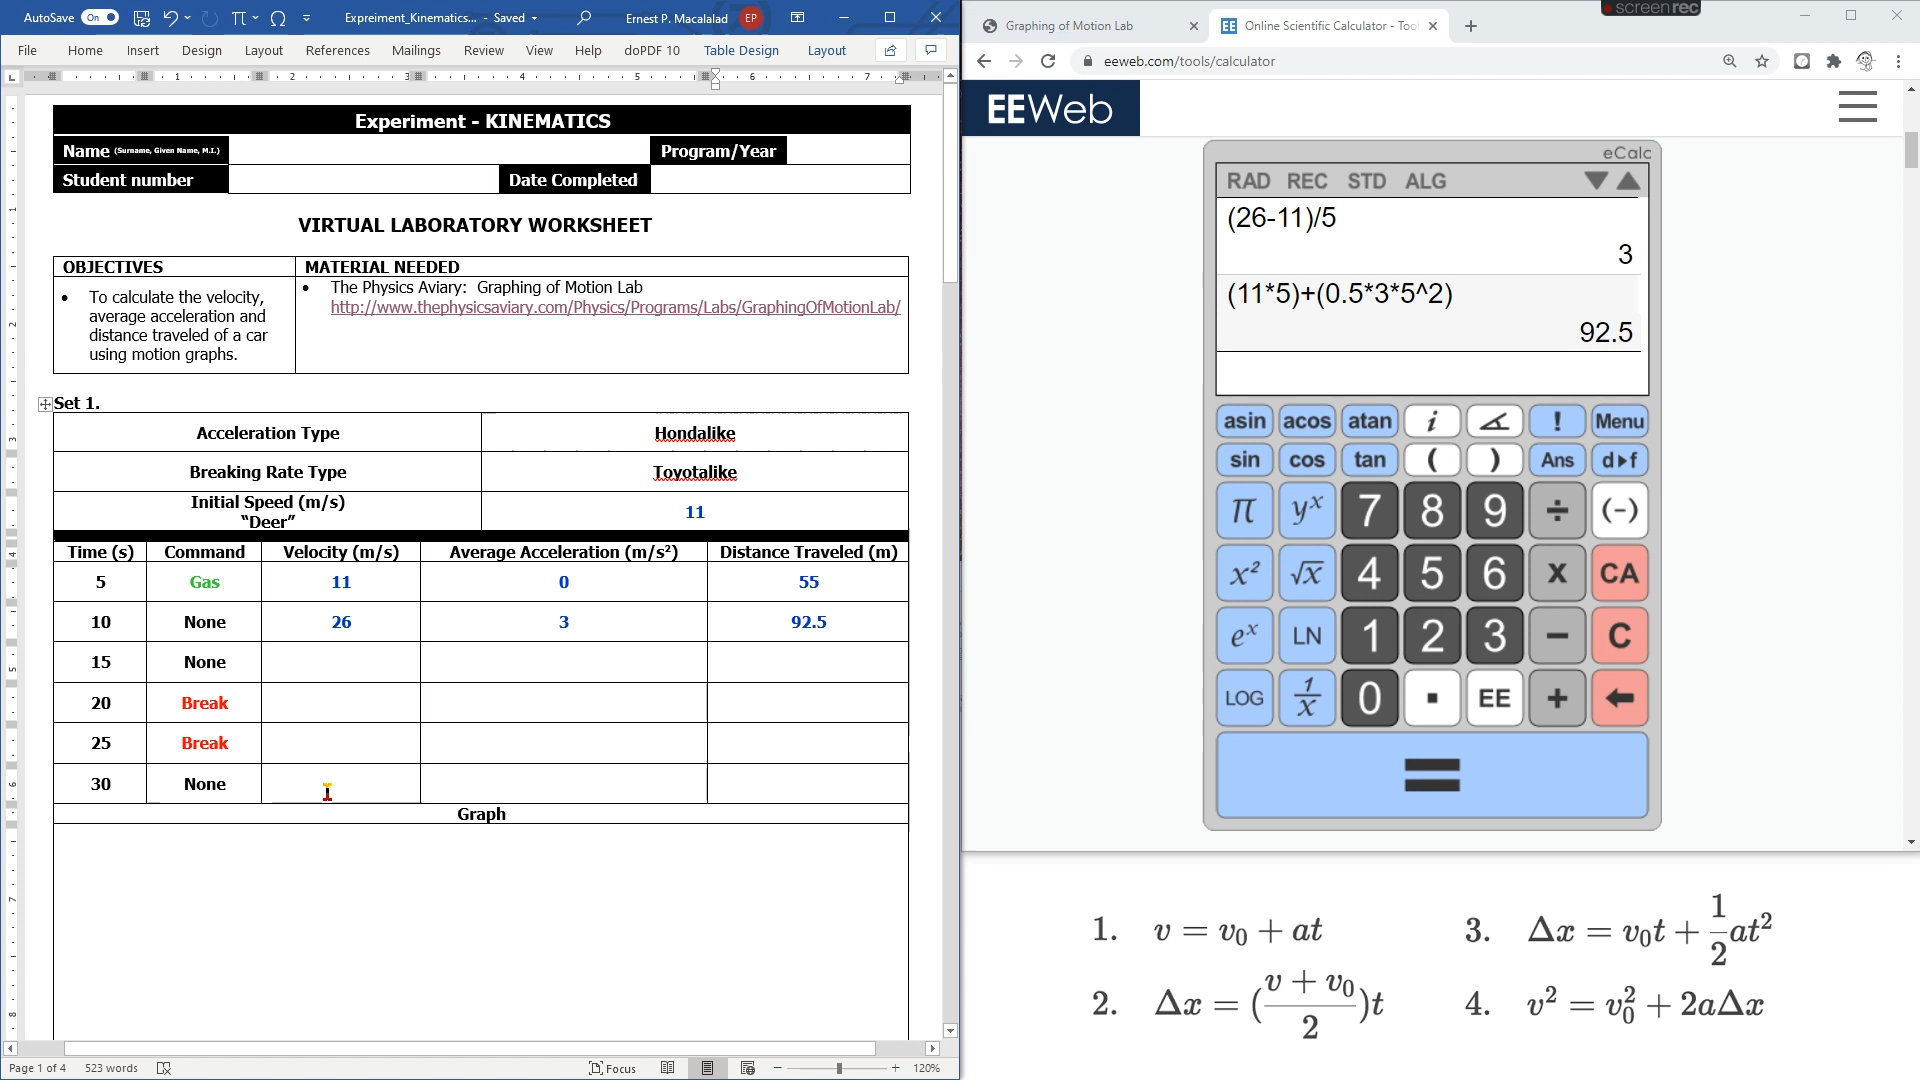 AutoSave On Expreiment_Kinematics... - Saved Ernest P. Macalalad EP
File Home Insert Design Layout References Mailings Review View Help doPDF 10 Table Design Layout
1 2 3 4 5 6 7
Experiment - KINEMATICS
Name (Surname, Given Name, M.I.) Program/Year
Student number Date Completed
VIRTUAL LABORATORY WORKSHEET
OBJECTIVES MATERIAL NEEDED
• To calculate the velocity, average acceleration and distance traveled of a car using motion graphs.
• The Physics Aviary: Graphing of Motion Lab
http://www.thephysicsaviary.com/Physics/Programs/Labs/GraphingOfMotionLab/
Set 1.
Acceleration Type Hondalike
Breaking Rate Type Toyotalike
Initial Speed (m/s)
“Deer” 11
Time (s) Command Velocity (m/s) Average Acceleration (m/s²) Distance Traveled (m)
5 Gas 11 0 55
10 None 26 3 92.5
15 None
20 Break
25 Break
30 None
Graph
Page 1 of 4 523 words Focus 120%
screenrec
Graphing of Motion Lab Online Scientific Calculator - Too
eeweb.com/tools/calculator
EEWeb
eCalc
RAD REC STD ALG
(26-11)/5
3
(11*5)+(0.5*3*5^2)
92.5
asin acos atan i ∠ ! Menu
sin cos tan ( ) Ans d▸f
π yˣ 7 8 9 ÷ (−)
x² √x 4 5 6 X CA
eˣ LN 1 2 3 − C
LOG 1/x 0 . EE + ←
=
1. v = v₀ + at
2. Δx = ((v + v₀)/2)t
3. Δx = v₀t + 1/2 at²
4. v² = v₀² + 2aΔx